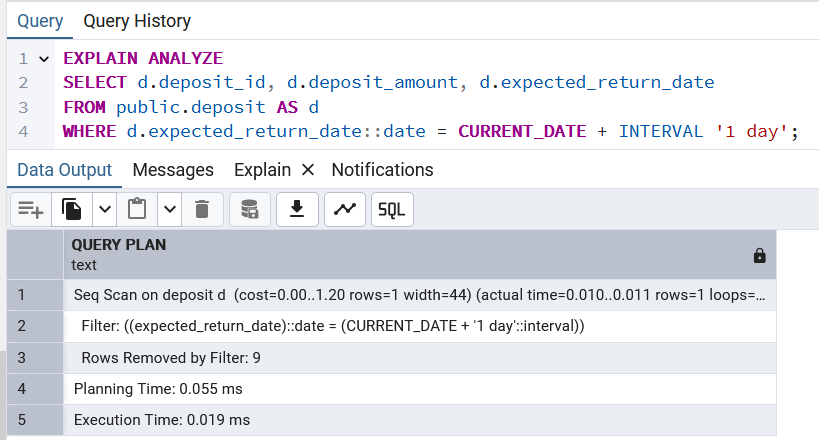 Query Query History
1 EXPLAIN ANALYZE
2 SELECT d.deposit_id, d.deposit_amount, d.expected_return_date
3 FROM public.deposit AS d
4 WHERE d.expected_return_date::date = CURRENT_DATE + INTERVAL '1 day';
Data Output Messages Explain × Notifications
SQL
QUERY PLAN
text
1 Seq Scan on deposit d (cost=0.00..1.20 rows=1 width=44) (actual time=0.010..0.011 rows=1 loops=…
2 Filter: ((expected_return_date)::date = (CURRENT_DATE + '1 day'::interval))
3 Rows Removed by Filter: 9
4 Planning Time: 0.055 ms
5 Execution Time: 0.019 ms